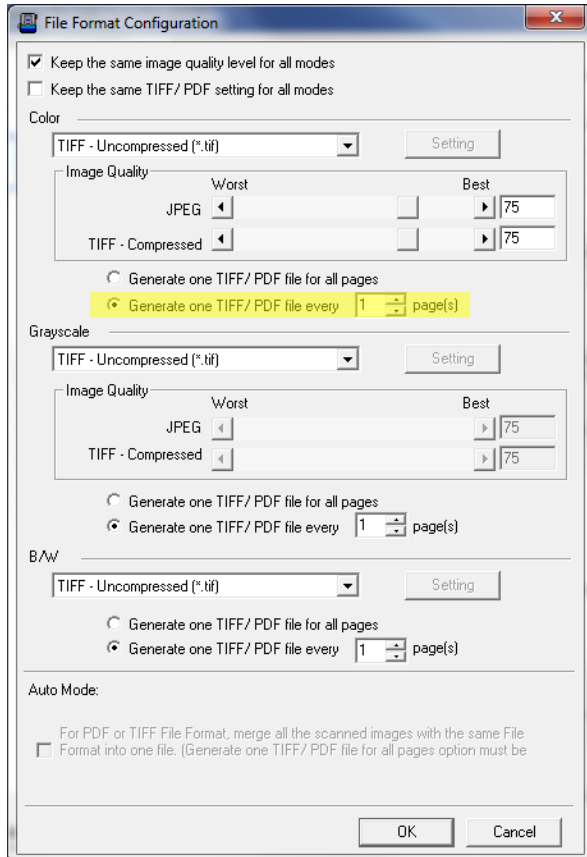 File Format Configuration
Keep the same image quality level for all modes
Keep the same TIFF/ PDF setting for all modes
Color
TIFF - Uncompressed (*.tif) Setting
Image Quality
Worst Best
JPEG 75
TIFF - Compressed 75
Generate one TIFF/ PDF file for all pages
Generate one TIFF/ PDF file every 1 page(s)
Grayscale
TIFF - Uncompressed (*.tif) Setting
Image Quality
Worst Best
JPEG 75
TIFF - Compressed 75
Generate one TIFF/ PDF file for all pages
Generate one TIFF/ PDF file every 1 page(s)
B/W
TIFF - Uncompressed (*.tif) Setting
Generate one TIFF/ PDF file for all pages
Generate one TIFF/ PDF file every 1 page(s)
Auto Mode:
For PDF or TIFF File Format, merge all the scanned images with the same File
Format into one file. (Generate one TIFF/ PDF file for all pages option must be
OK Cancel